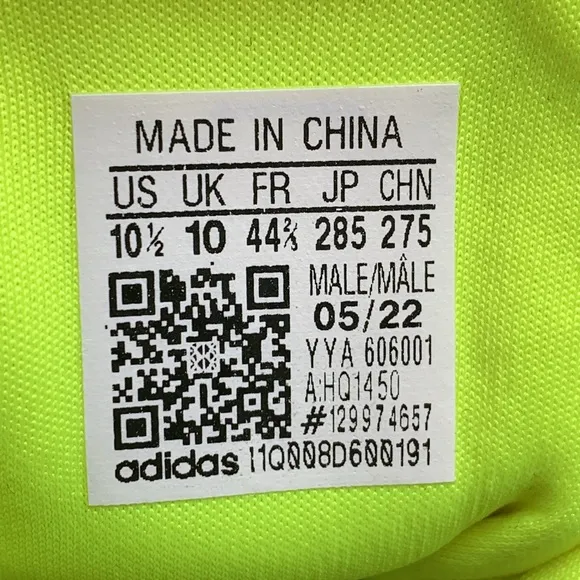 MADE IN CHINA
US UK FR JP CHN
10½ 10 44⅔ 285 275
MALE/MÂLE
05/22
YYA 606001
A:HQ1450
#129974657
adidas 11Q008D600191